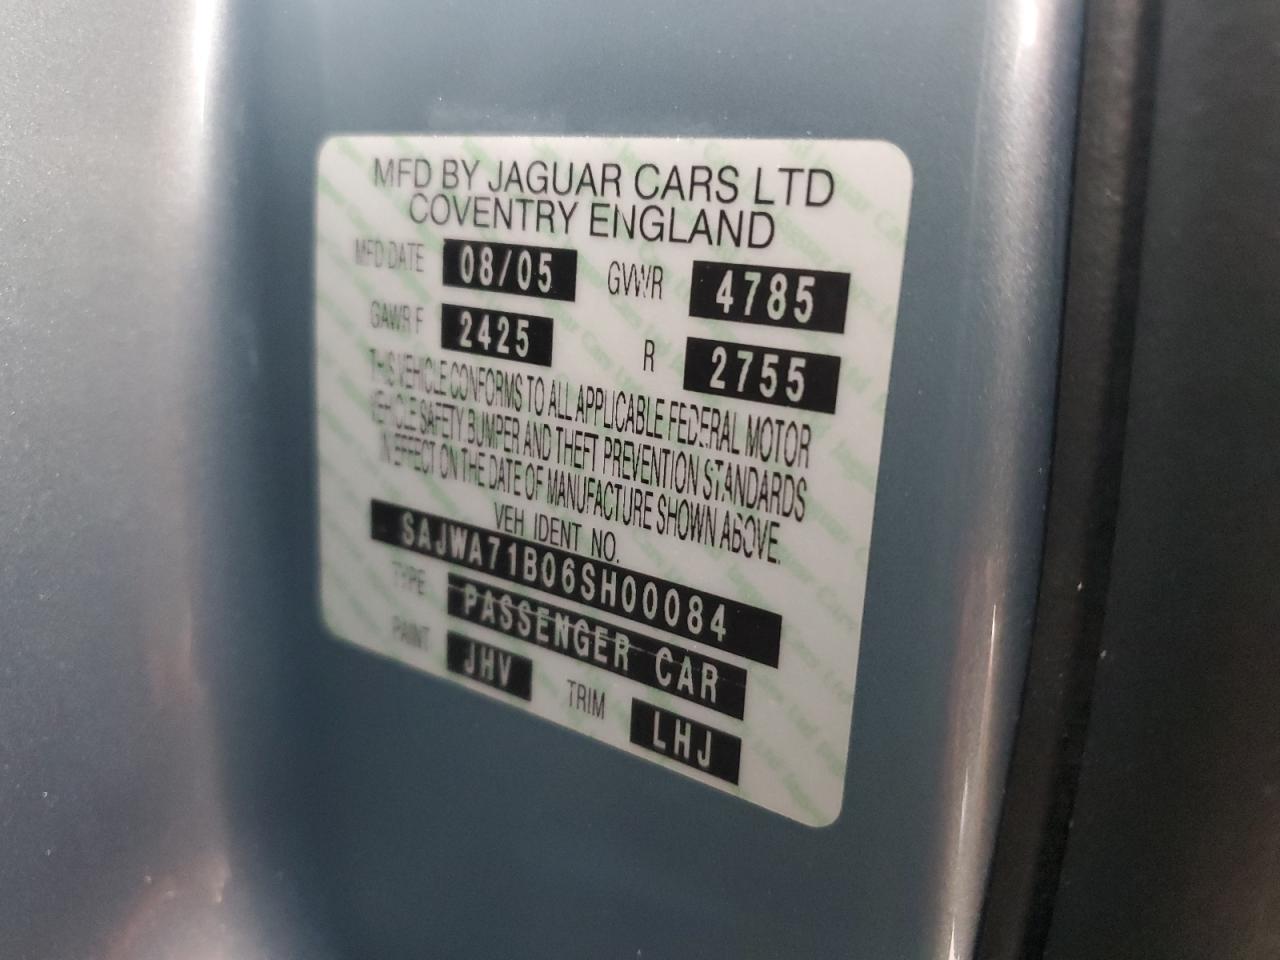 MFD BY JAGUAR CARS LTD
COVENTRY ENGLAND
MFD DATE 08/05 GVWR 4785
GAWR F 2425 R 2755
THIS VEHICLE CONFORMS TO ALL APPLICABLE FEDERAL MOTOR
VEHICLE SAFETY BUMPER AND THEFT PREVENTION STANDARDS
IN EFFECT ON THE DATE OF MANUFACTURE SHOWN ABOVE.
VEH IDENT NO.
SAJWA71B06SH00084
TYPE PASSENGER CAR
PAINT JHV TRIM LHJ